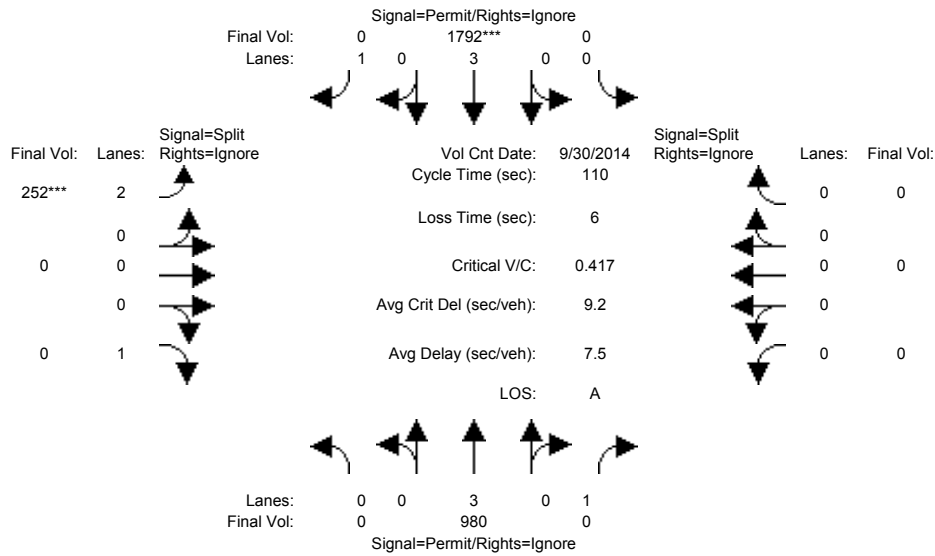 Signal=Permit/Rights=Ignore
Final Vol: 0 1792*** 0
Lanes: 1 0 3 0 0
Signal=Split Signal=Split
Final Vol: Lanes: Rights=Ignore Vol Cnt Date: 9/30/2014 Rights=Ignore Lanes: Final Vol:
Cycle Time (sec): 110
252*** 2 0 0
Loss Time (sec): 6
0 0
0 0 Critical V/C: 0.417 0 0
0 Avg Crit Del (sec/veh): 9.2 0
0 1 Avg Delay (sec/veh): 7.5 0 0
LOS: A
Lanes: 0 0 3 0 1
Final Vol: 0 980 0
Signal=Permit/Rights=Ignore